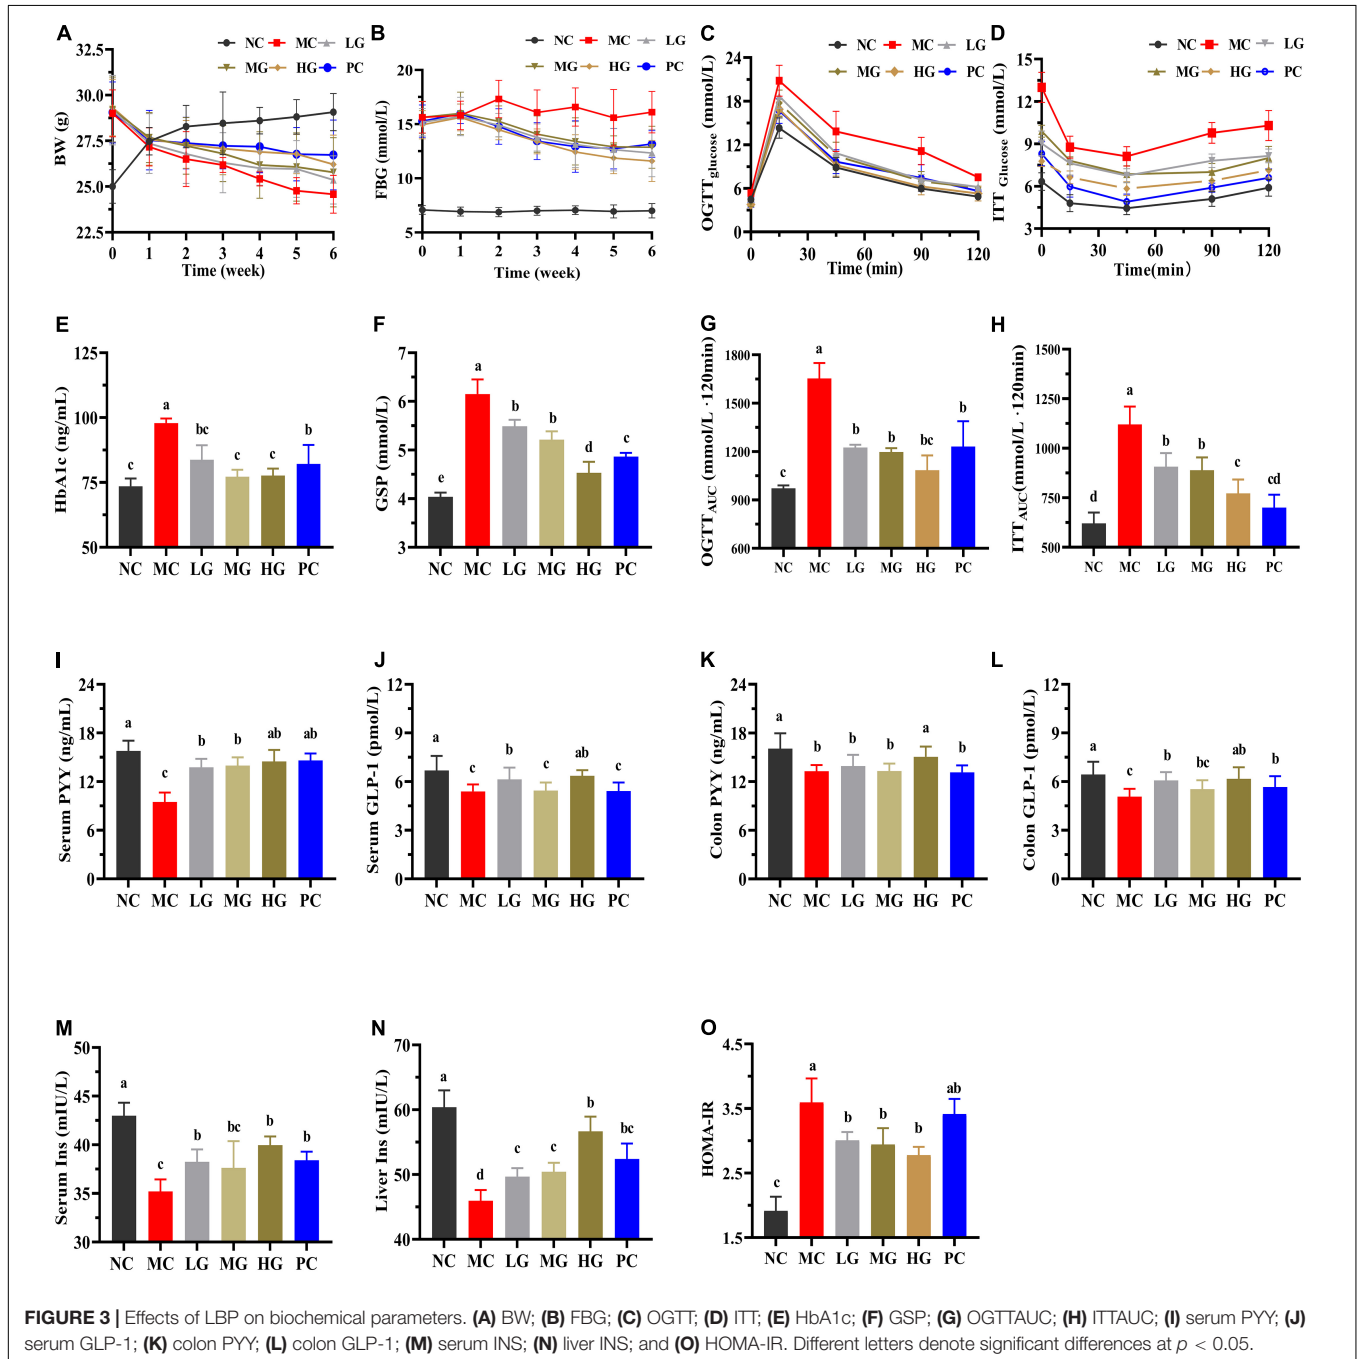 A
NC MC LG
MG HG PC
BW (g)
32.5
30.0
27.5
25.0
22.5
0 1 2 3 4 5 6
Time (week)
B
NC MC LG
MG HG PC
FBG (mmol/L)
20
15
10
5
0 1 2 3 4 5 6
Time (week)
C
NC MC LG
MG HG PC
OGTTglucose (mmol/L)
24
18
12
6
0
0 30 60 90 120
Time (min)
D
NC MC LG
MG HG PC
ITT Glucose (mmol/L)
15
12
9
6
3
0 30 60 90 120
Time(min)
E
HbA1c (ng/mL)
125
100
75
50
c a bc c c b
NC MC LG MG HG PC
F
GSP (mmol/L)
7
6
5
4
3
e a b b d c
NC MC LG MG HG PC
G
OGTTAUC (mmol/L ·120min)
1800
1500
1200
900
600
c a b b bc b
NC MC LG MG HG PC
H
ITTAUC(mmol/L ·120min)
1500
1250
1000
750
500
d a b b c cd
NC MC LG MG HG PC
I
Serum PYY (ng/mL)
24
18
12
6
0
a c b b ab ab
NC MC LG MG HG PC
J
Serum GLP-1 (pmol/L)
12
9
6
3
0
a c b c ab c
NC MC LG MG HG PC
K
Colon PYY (ng/mL)
24
18
12
6
0
a b b b a b
NC MC LG MG HG PC
L
Colon GLP-1 (pmol/L)
12
9
6
3
0
a c b bc ab b
NC MC LG MG HG PC
M
Serum Ins (mIU/L)
50
45
40
35
30
a c b bc b b
NC MC LG MG HG PC
N
Liver Ins (mIU/L)
70
60
50
40
a d c c b bc
NC MC LG MG HG PC
O
HOMA-IR
4.5
3.5
2.5
1.5
c a b b b ab
NC MC LG MG HG PC
FIGURE 3 | Effects of LBP on biochemical parameters. (A) BW; (B) FBG; (C) OGTT; (D) ITT; (E) HbA1c; (F) GSP; (G) OGTTAUC; (H) ITTAUC; (I) serum PYY; (J)
serum GLP-1; (K) colon PYY; (L) colon GLP-1; (M) serum INS; (N) liver INS; and (O) HOMA-IR. Different letters denote significant differences at p < 0.05.